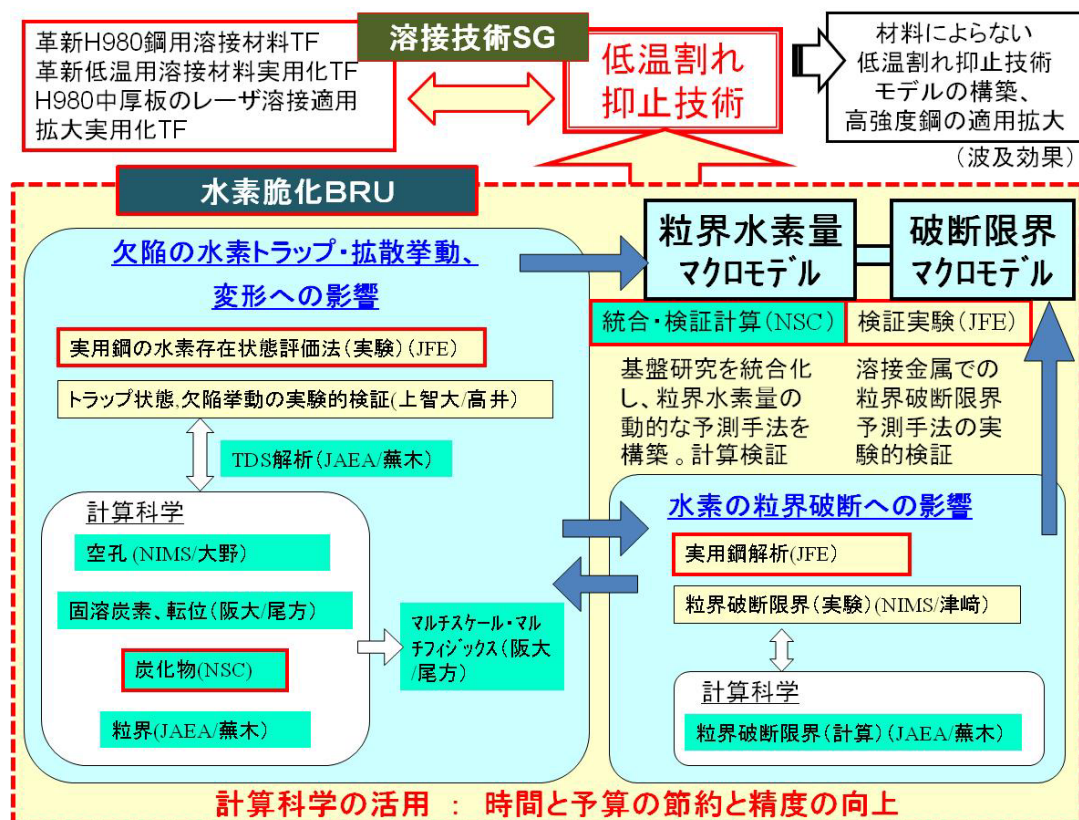 革新H980鋼用溶接材料TF
革新低温用溶接材料実用化TF
H980中厚板のレーザ溶接適用
拡大実用化TF
溶接技術SG
低温割れ
抑止技術
材料によらない
低温割れ抑止技術
モデルの構築、
高強度鋼の適用拡大
(波及効果)
水素脆化BRU
欠陥の水素トラップ・拡散挙動、
変形への影響
実用鋼の水素存在状態評価法(実験)(JFE)
トラップ状態,欠陥挙動の実験的検証(上智大/高井)
TDS解析(JAEA/蕪木)
計算科学
空孔(NIMS/大野)
固溶炭素、転位(阪大/尾方)
炭化物(NSC)
粒界(JAEA/蕪木)
マルチスケール・マル
チフィジックス(阪大
/尾方)
粒界水素量
マクロモデル
破断限界
マクロモデル
統合・検証計算(NSC)
検証実験(JFE)
基盤研究を統合化
し、粒界水素量の
動的な予測手法を
構築。計算検証
溶接金属での
粒界破断限界
予測手法の実
験的検証
水素の粒界破断への影響
実用鋼解析(JFE)
粒界破断限界(実験)(NIMS/津﨑)
計算科学
粒界破断限界(計算)(JAEA/蕪木)
計算科学の活用 : 時間と予算の節約と精度の向上